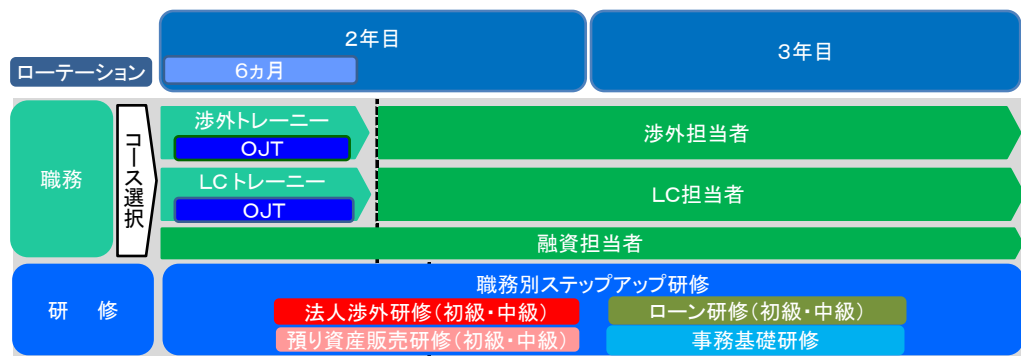 2年目
3年目
ローテーション
6ヵ月
職務
コース選択
渉外トレーニー
OJT
渉外担当者
LCトレーニー
OJT
LC担当者
融資担当者
研 修
職務別ステップアップ研修
法人渉外研修(初級・中級)
ローン研修(初級・中級)
預り資産販売研修(初級・中級)
事務基礎研修